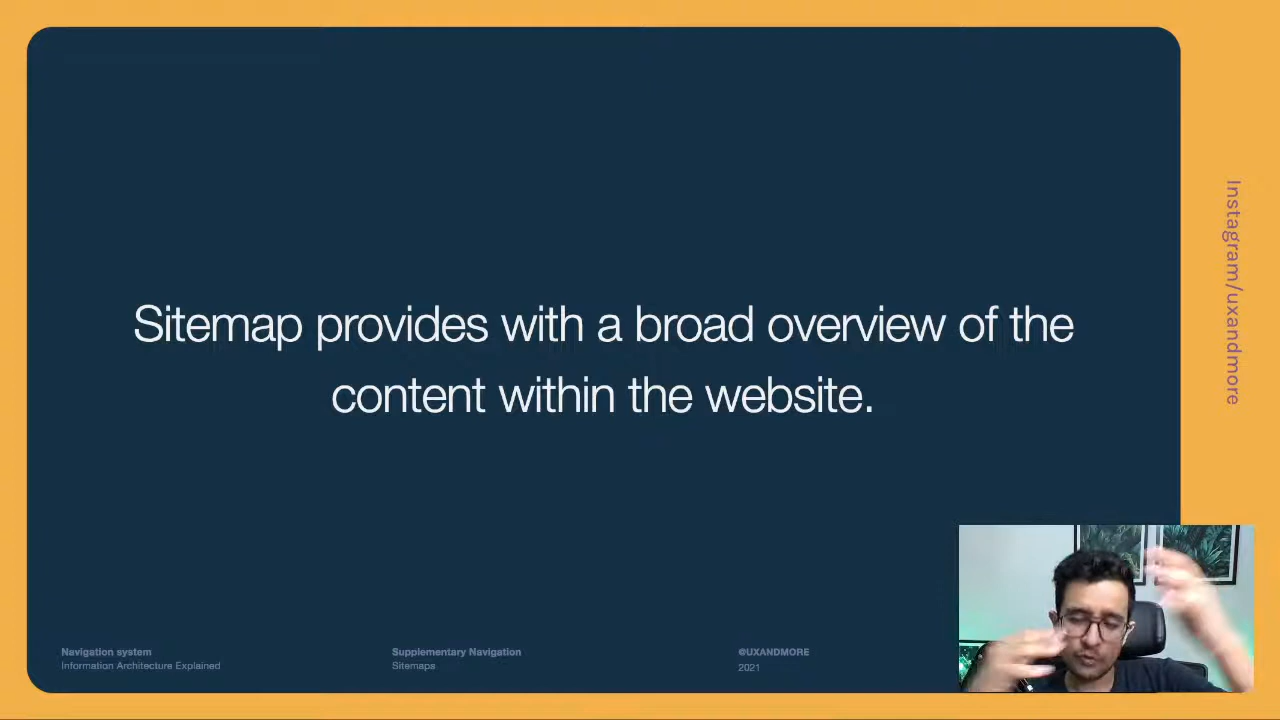 Sitemap provides with a broad overview of the
content within the website.
Instagram/uxandmore
Navigation system
Information Architecture Explained
Supplementary Navigation
Sitemaps
@UXANDMORE
2021